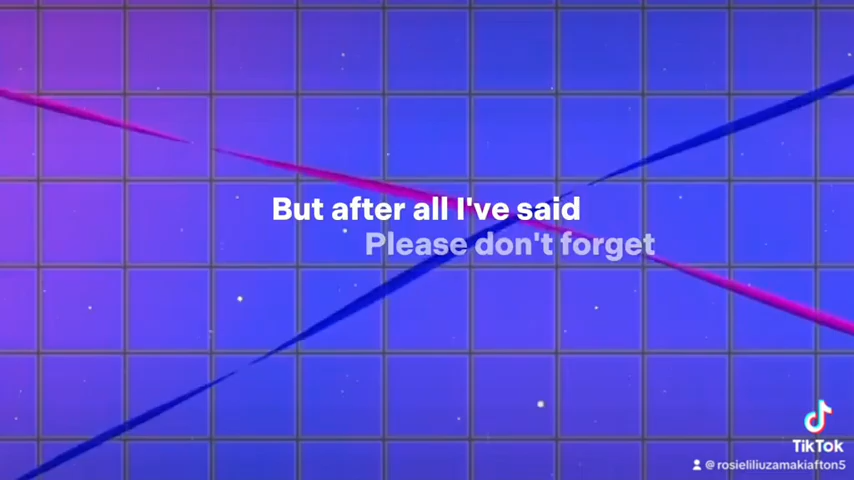 But after all I've said
Please don't forget
TikTok
@rosieliliuzamakiafton5